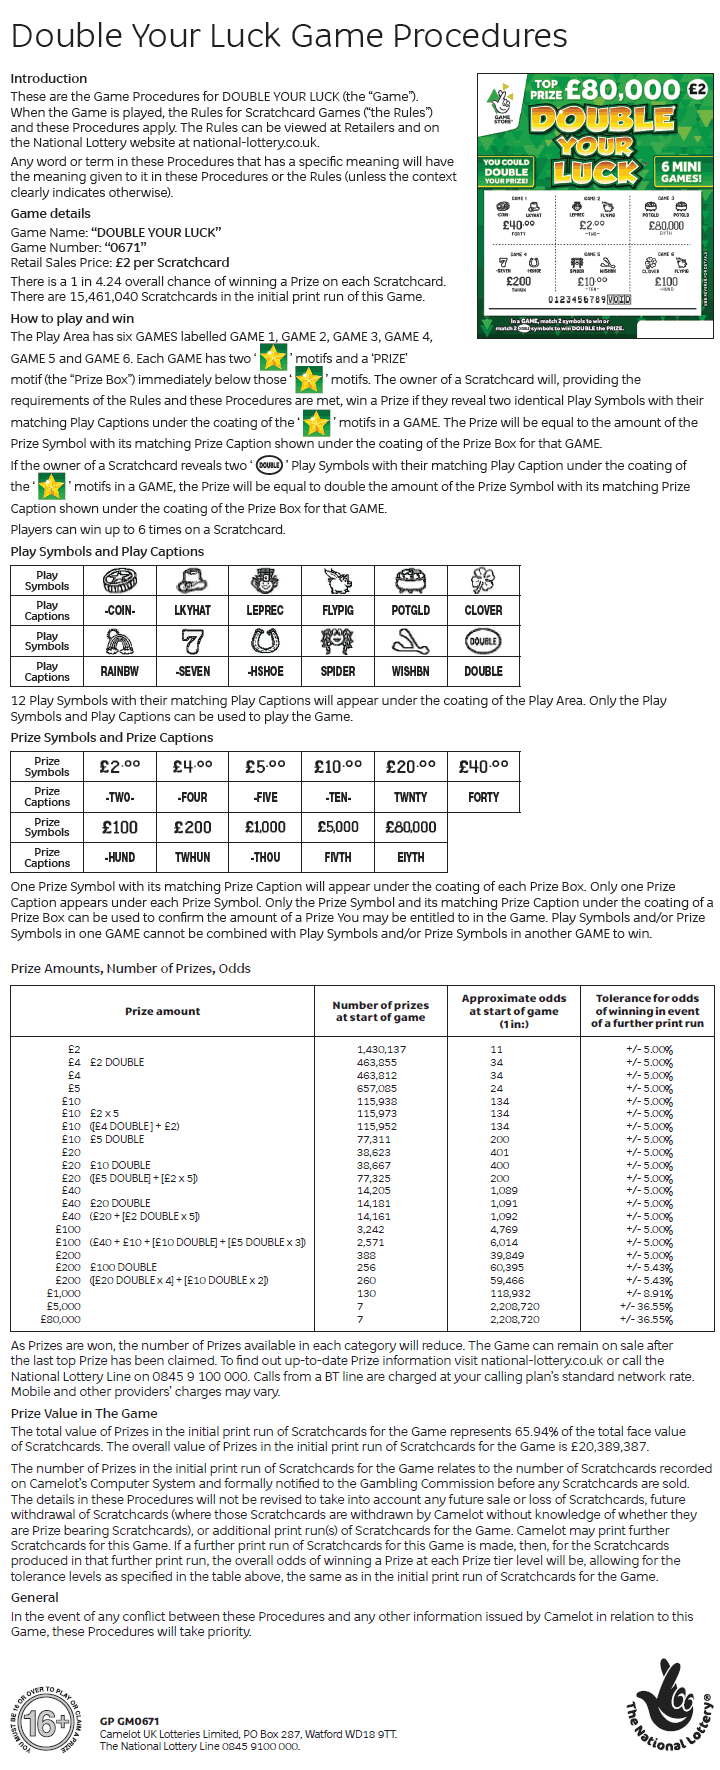 Double Your Luck Game Procedures
Introduction
These are the Game Procedures for DOUBLE YOUR LUCK (the “Game”).
When the Game is played, the Rules for Scratchcard Games (“the Rules”)
and these Procedures apply. The Rules can be viewed at Retailers and on
the National Lottery website at national-lottery.co.uk.
Any word or term in these Procedures that has a specific meaning will have
the meaning given to it in these Procedures or the Rules (unless the context
clearly indicates otherwise).
Game details
Game Name: “DOUBLE YOUR LUCK”
Game Number: “0671”
Retail Sales Price: £2 per Scratchcard
There is a 1 in 4.24 overall chance of winning a Prize on each Scratchcard.
There are 15,461,040 Scratchcards in the initial print run of this Game.
GAME STORE
TOP PRIZE £80,000 £2
DOUBLE
YOUR
LUCK
YOU COULD DOUBLE YOUR PRIZE!
6 MINI GAMES!
GAME 1 GAME 2 GAME 3
-COIN- LKYHAT LEPREC FLYPIG POTGLD POTGLD
£40.00 £2.00 £80,000
FORTY -TWO- EIYTH
GAME 4 GAME 5 GAME 6
-SEVEN -HSHOE SPIDER WISHBN CLOVER FLYPIG
£200 £10.00 £100
TWHUN -TEN- -HUND
0123456789 VOID
In a GAME, match 2 symbols to win or
match 2 DOUBLE symbols to win DOUBLE the PRIZE.
How to play and win
The Play Area has six GAMES labelled GAME 1, GAME 2, GAME 3, GAME 4,
GAME 5 and GAME 6. Each GAME has two ‘ ’ motifs and a ‘PRIZE’
motif (the “Prize Box”) immediately below those ‘ ’ motifs. The owner of a Scratchcard will, providing the
requirements of the Rules and these Procedures are met, win a Prize if they reveal two identical Play Symbols with their
matching Play Captions under the coating of the ‘ ’ motifs in a GAME. The Prize will be equal to the amount of the
Prize Symbol with its matching Prize Caption shown under the coating of the Prize Box for that GAME.
If the owner of a Scratchcard reveals two ‘ DOUBLE ’ Play Symbols with their matching Play Caption under the coating of
the ‘ ’ motifs in a GAME, the Prize will be equal to double the amount of the Prize Symbol with its matching Prize
Caption shown under the coating of the Prize Box for that GAME.
Players can win up to 6 times on a Scratchcard.
Play Symbols and Play Captions
Play Symbols 
Play Captions -COIN- LKYHAT LEPREC FLYPIG POTGLD CLOVER
Play Symbols 7 DOUBLE
Play Captions RAINBW -SEVEN -HSHOE SPIDER WISHBN DOUBLE
12 Play Symbols with their matching Play Captions will appear under the coating of the Play Area. Only the Play
Symbols and Play Captions can be used to play the Game.
Prize Symbols and Prize Captions
Prize Symbols £2.00 £4.00 £5.00 £10.00 £20.00 £40.00
Prize Captions -TWO- -FOUR -FIVE -TEN- TWNTY FORTY
Prize Symbols £100 £200 £1,000 £5,000 £80,000
Prize Captions -HUND TWHUN -THOU FIVTH EIYTH
One Prize Symbol with its matching Prize Caption will appear under the coating of each Prize Box. Only one Prize
Caption appears under each Prize Symbol. Only the Prize Symbol and its matching Prize Caption under the coating of a
Prize Box can be used to confirm the amount of a Prize You may be entitled to in the Game. Play Symbols and/or Prize
Symbols in one GAME cannot be combined with Play Symbols and/or Prize Symbols in another GAME to win.
Prize Amounts, Number of Prizes, Odds
Prize amount Number of prizes at start of game Approximate odds at start of game (1 in:) Tolerance for odds of winning in event of a further print run
£2 1,430,137 11 +/- 5.00%
£4 £2 DOUBLE 463,855 34 +/- 5.00%
£4 463,812 34 +/- 5.00%
£5 657,085 24 +/- 5.00%
£10 115,938 134 +/- 5.00%
£10 £2 x 5 115,973 134 +/- 5.00%
£10 ([£4 DOUBLE] + £2) 115,952 134 +/- 5.00%
£10 £5 DOUBLE 77,311 200 +/- 5.00%
£20 38,623 401 +/- 5.00%
£20 £10 DOUBLE 38,667 400 +/- 5.00%
£20 ([£5 DOUBLE] + [£2 x 5]) 77,325 200 +/- 5.00%
£40 14,205 1,089 +/- 5.00%
£40 £20 DOUBLE 14,181 1,091 +/- 5.00%
£40 (£20 + [£2 DOUBLE x 5]) 14,161 1,092 +/- 5.00%
£100 3,242 4,769 +/- 5.00%
£100 (£40 + £10 + [£10 DOUBLE] + [£5 DOUBLE x 3]) 2,571 6,014 +/- 5.00%
£200 388 39,849 +/- 5.00%
£200 £100 DOUBLE 256 60,395 +/- 5.43%
£200 ([£20 DOUBLE x 4] + [£10 DOUBLE x 2]) 260 59,466 +/- 5.43%
£1,000 130 118,932 +/- 8.91%
£5,000 7 2,208,720 +/- 36.55%
£80,000 7 2,208,720 +/- 36.55%
As Prizes are won, the number of Prizes available in each category will reduce. The Game can remain on sale after
the last top Prize has been claimed. To find out up-to-date Prize information visit national-lottery.co.uk or call the
National Lottery Line on 0845 9 100 000. Calls from a BT line are charged at your calling plan’s standard network rate.
Mobile and other providers’ charges may vary.
Prize Value in The Game
The total value of Prizes in the initial print run of Scratchcards for the Game represents 65.94% of the total face value
of Scratchcards. The overall value of Prizes in the initial print run of Scratchcards for the Game is £20,389,387.
The number of Prizes in the initial print run of Scratchcards for the Game relates to the number of Scratchcards recorded
on Camelot’s Computer System and formally notified to the Gambling Commission before any Scratchcards are sold.
The details in these Procedures will not be revised to take into account any future sale or loss of Scratchcards, future
withdrawal of Scratchcards (where those Scratchcards are withdrawn by Camelot without knowledge of whether they
are Prize bearing Scratchcards), or additional print run(s) of Scratchcards for the Game. Camelot may print further
Scratchcards for this Game. If a further print run of Scratchcards for this Game is made, then, for the Scratchcards
produced in that further print run, the overall odds of winning a Prize at each Prize tier level will be, allowing for the
tolerance levels as specified in the table above, the same as in the initial print run of Scratchcards for the Game.
General
In the event of any conflict between these Procedures and any other information issued by Camelot in relation to this
Game, these Procedures will take priority.
YOU MUST BE 16 OR OVER TO PLAY OR CLAIM A PRIZE
16+
GP GM0671
Camelot UK Lotteries Limited, PO Box 287, Watford WD18 9TT.
The National Lottery Line 0845 9100 000.
The National Lottery®